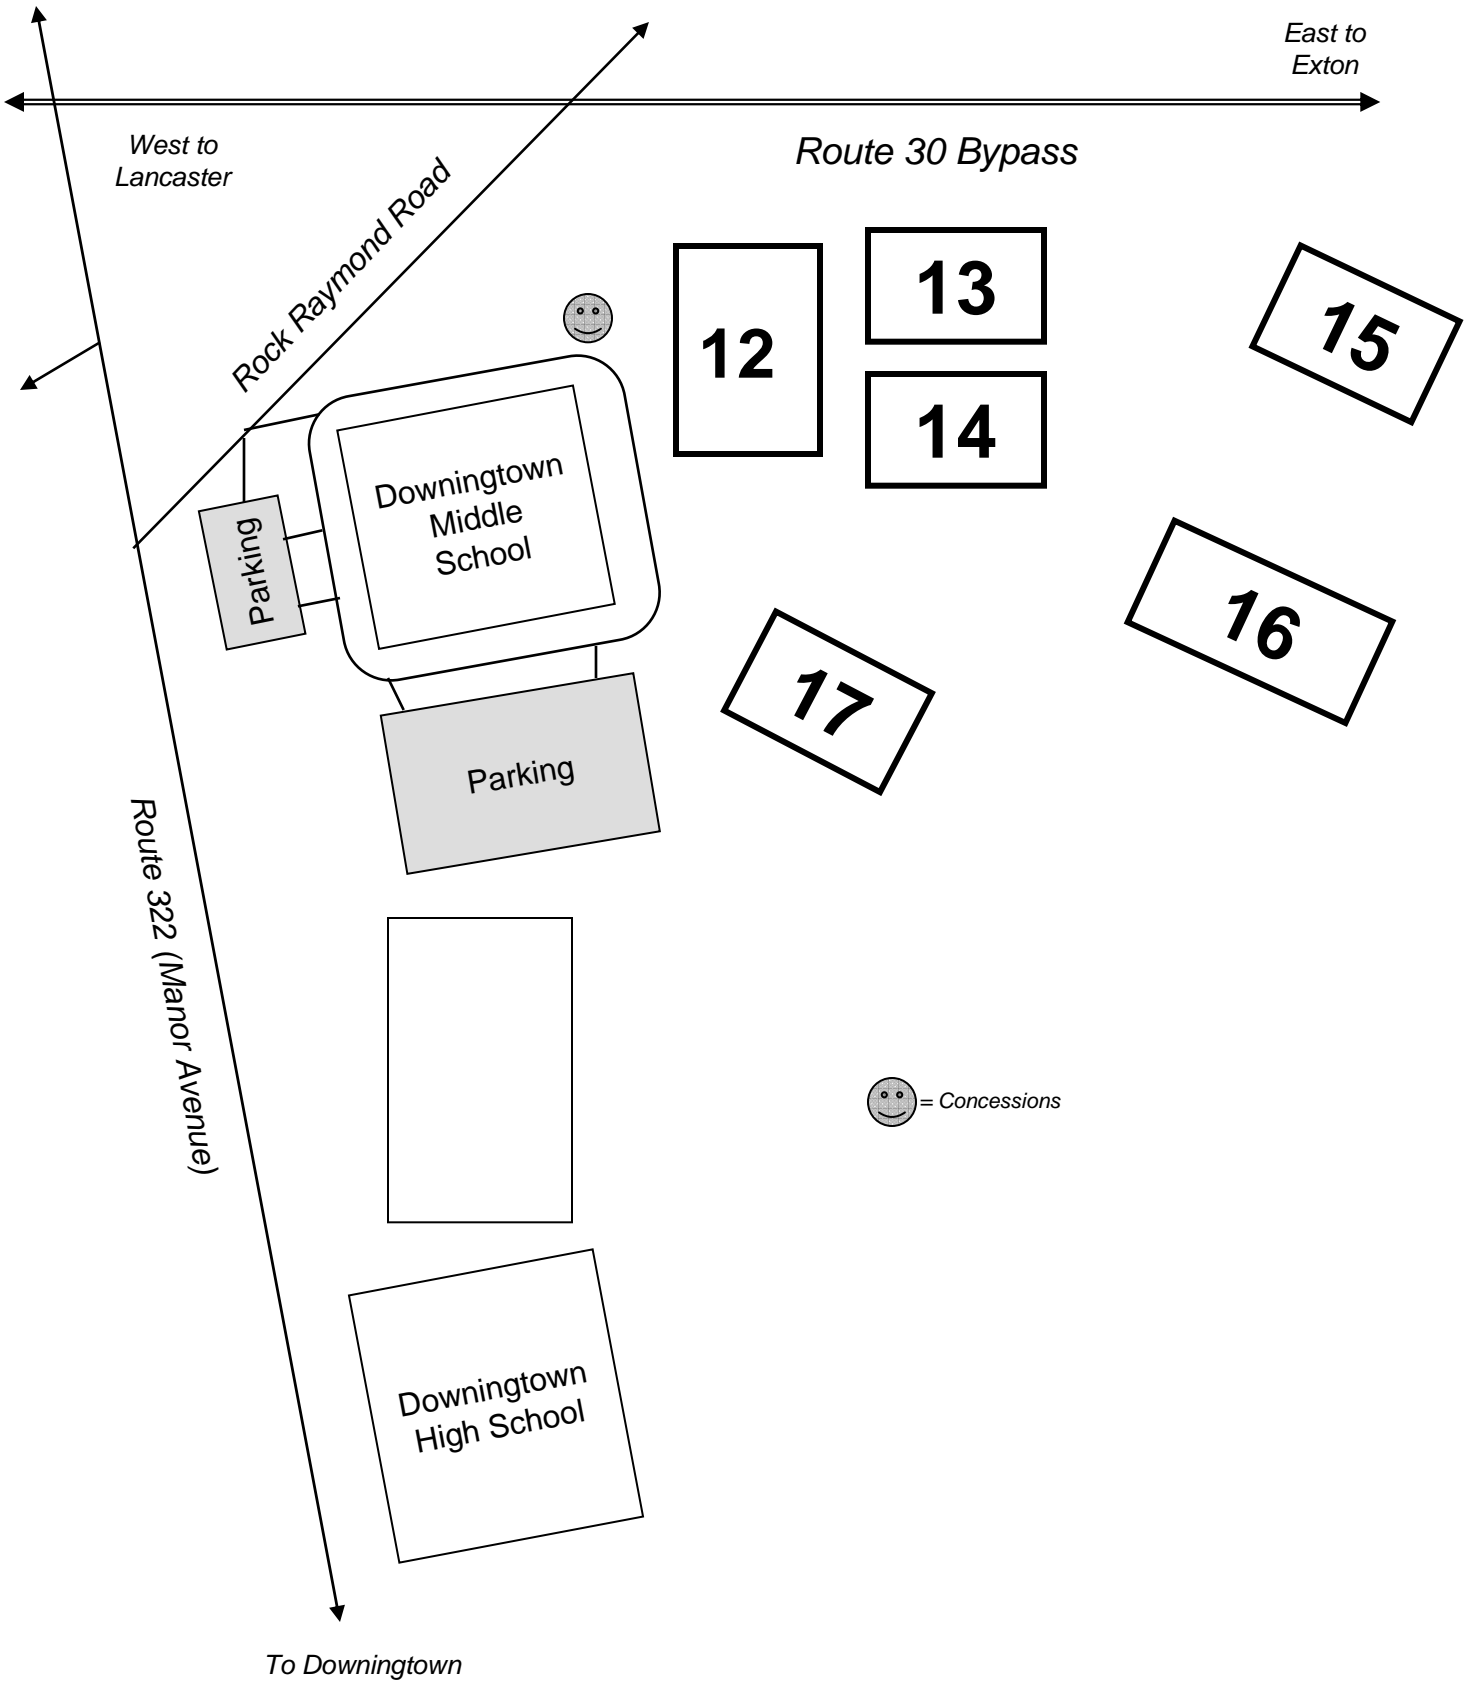 East to
Exton
West to
Lancaster
Route 30 Bypass
Rock Raymond Road
12
13
14
15
16
17
Downingtown
Middle
School
Parking
Parking
Route 322 (Manor Avenue)
= Concessions
Downingtown
High School
To Downingtown